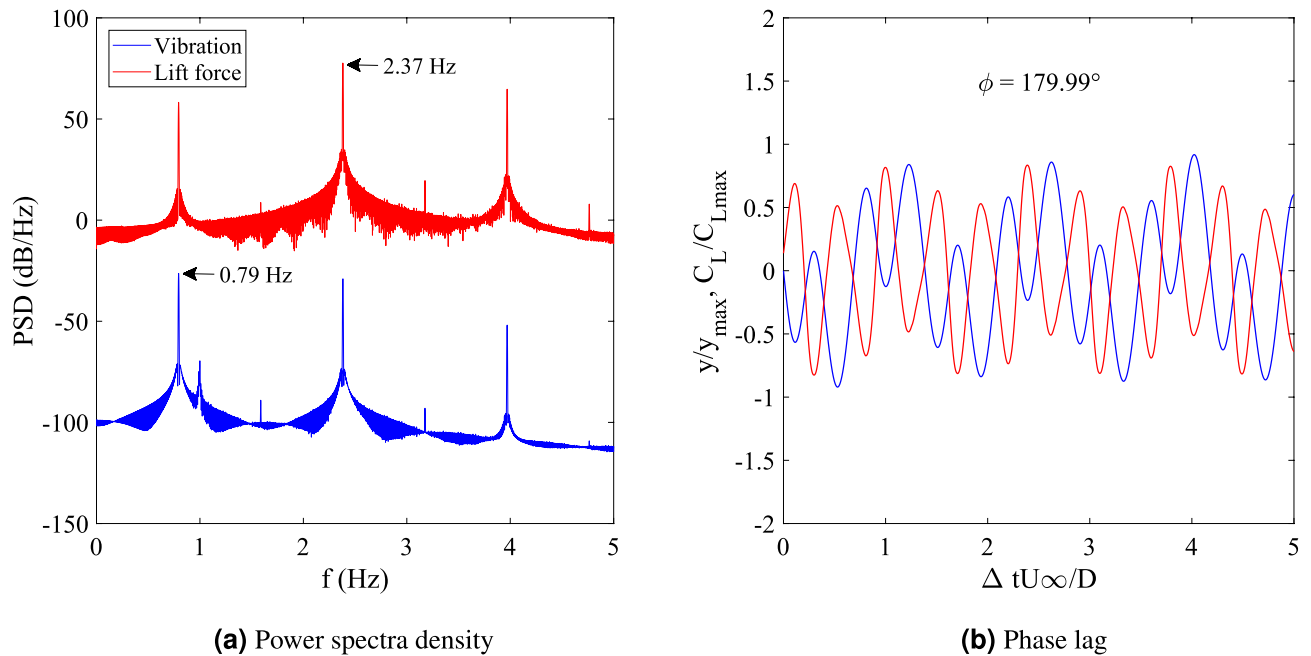 100
50
0
-50
-100
-150
PSD (dB/Hz)
Vibration
Lift force
2.37 Hz
0.79 Hz
0 1 2 3 4 5
f (Hz)
(a) Power spectra density
2
1.5
1
0.5
0
-0.5
-1
-1.5
-2
y/y_max, C_L/C_Lmax
ϕ = 179.99°
0 1 2 3 4 5
Δ tU∞/D
(b) Phase lag